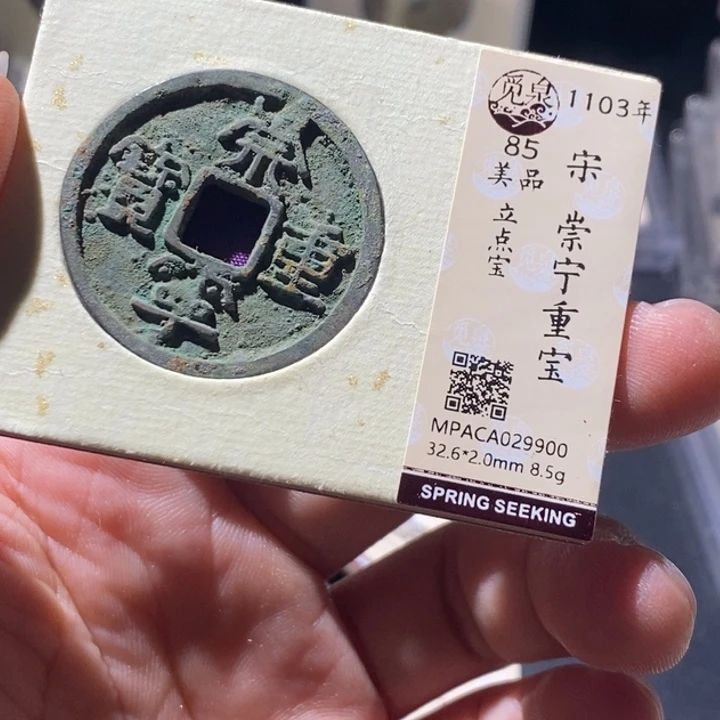 崇寧重寶
觅泉
1103年
85
美品
立点宝
宋 崇宁重宝
MPACA029900
32.6*2.0mm 8.5g
SPRING SEEKING